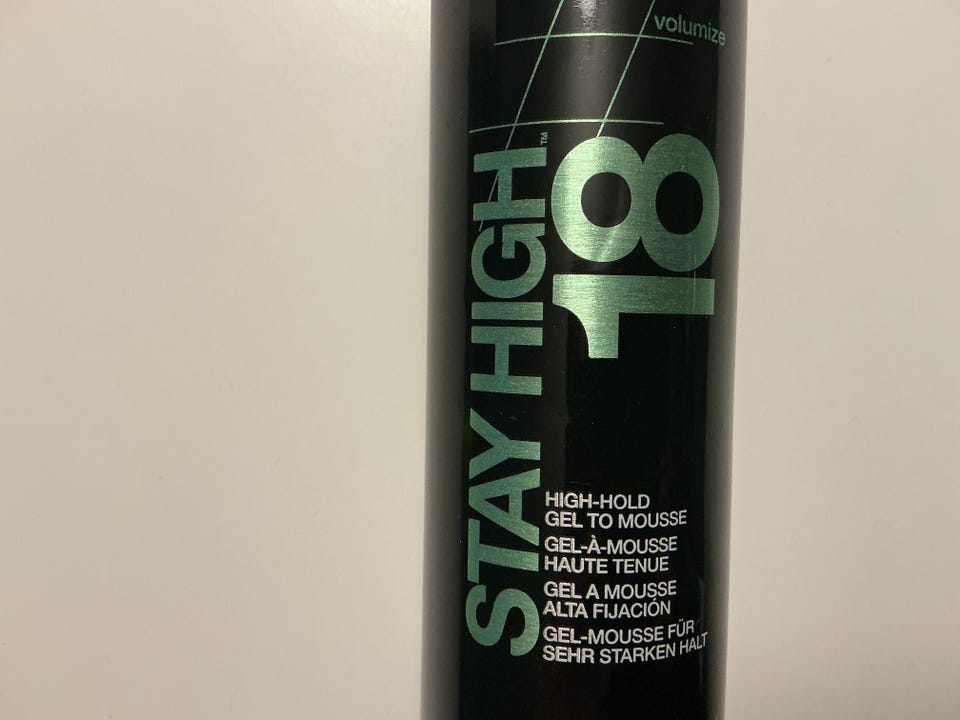 volumize
STAY HIGH™
18
HIGH-HOLD
GEL TO MOUSSE
GEL-À-MOUSSE
HAUTE TENUE
GEL A MOUSSE
ALTA FIJACIÓN
GEL-MOUSSE FÜR
SEHR STARKEN HALT